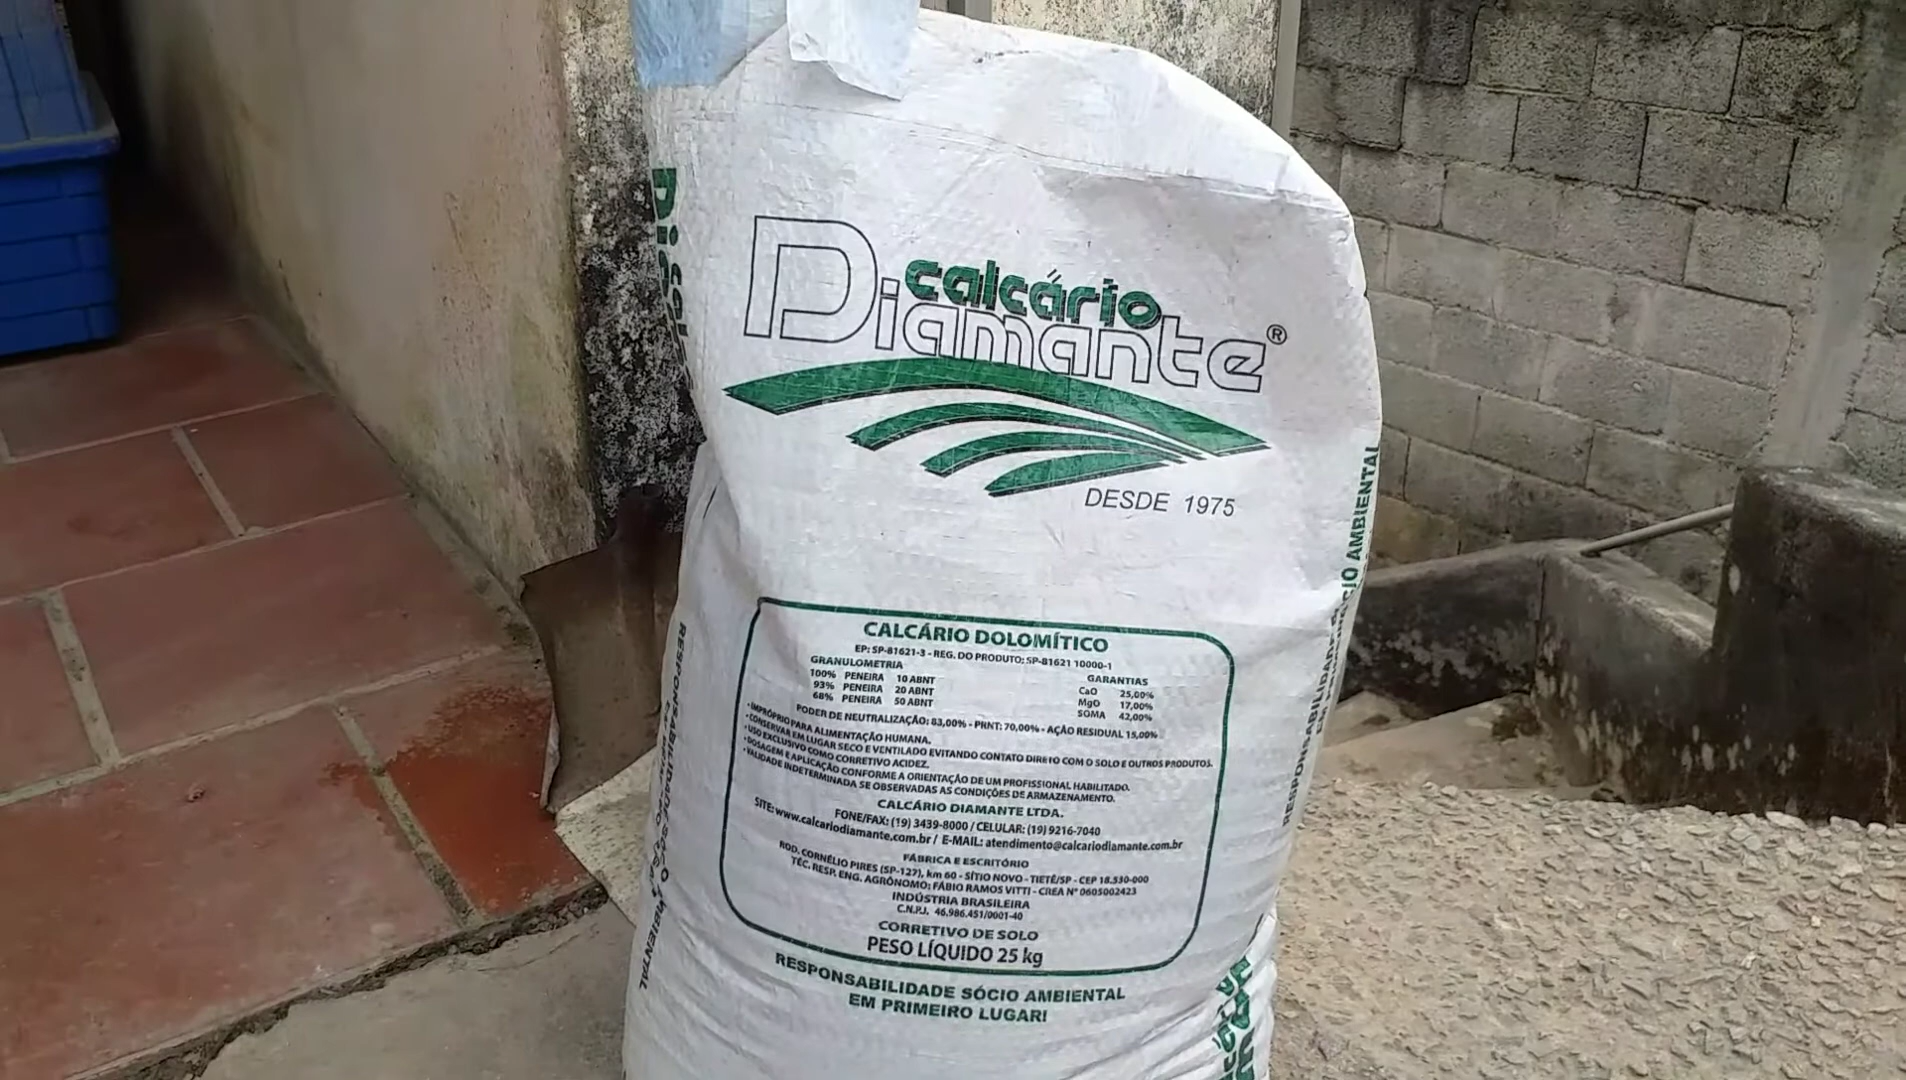 calcário
Diamante®
DESDE 1975
CALCÁRIO DOLOMÍTICO
EP: SP-81621-3 - REG. DO PRODUTO: SP-81621 10000-1
GRANULOMETRIA
100% PENEIRA 10 ABNT
93% PENEIRA 20 ABNT
68% PENEIRA 50 ABNT
GARANTIAS
CaO 25,00%
MgO 17,00%
SOMA 42,00%
PODER DE NEUTRALIZAÇÃO: 83,00% - PRNT: 70,00% - AÇÃO RESIDUAL 15,00%
• IMPRÓPRIO PARA ALIMENTAÇÃO HUMANA.
• CONSERVAR EM LUGAR SECO E VENTILADO EVITANDO CONTATO DIRETO COM O SOLO E OUTROS PRODUTOS.
• USO EXCLUSIVO COMO CORRETIVO ACIDEZ.
• DOSAGEM E APLICAÇÃO CONFORME A ORIENTAÇÃO DE UM PROFISSIONAL HABILITADO.
• VALIDADE INDETERMINADA SE OBSERVADAS AS CONDIÇÕES DE ARMAZENAMENTO.
CALCÁRIO DIAMANTE LTDA.
FONE/FAX: (19) 3439-8000 / CELULAR: (19) 9216-7040
SITE: www.calcariodiamante.com.br / E-MAIL: atendimento@calcariodiamante.com.br
FÁBRICA E ESCRITÓRIO
ROD. CORNÉLIO PIRES (SP-127), km 60 - SÍTIO NOVO - TIETÊ/SP - CEP 18.530-000
TÉC. RESP. ENG. AGRÔNOMO: FÁBIO RAMOS VITTI - CREA Nº 0605002423
INDÚSTRIA BRASILEIRA
C.N.P.J. 46.986.451/0001-40
CORRETIVO DE SOLO
PESO LÍQUIDO 25 kg
RESPONSABILIDADE SÓCIO AMBIENTAL
EM PRIMEIRO LUGAR!
RESPONSABILIDADE
AMBIENTAL